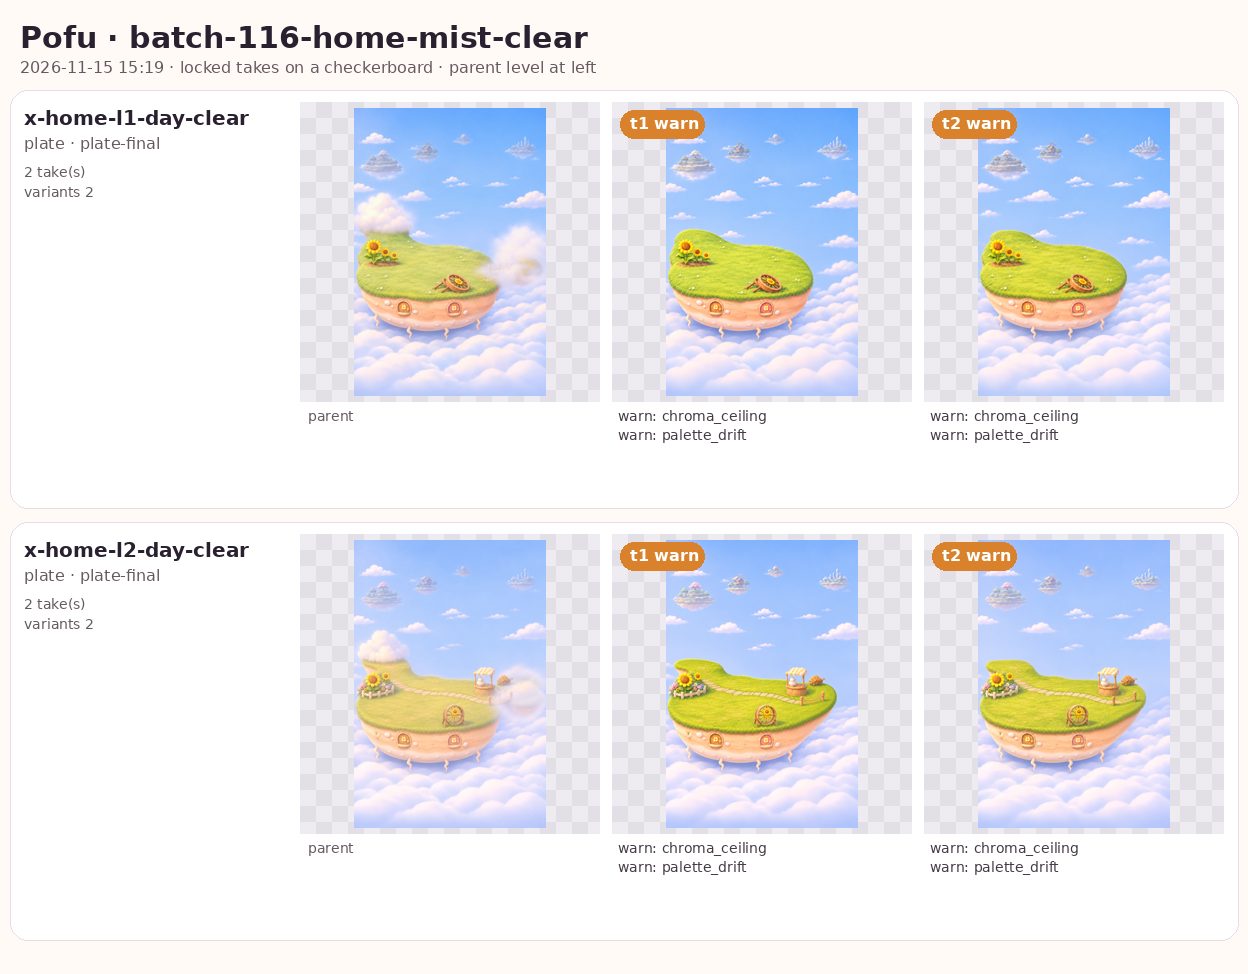 Pofu · batch-116-home-mist-clear
2026-11-15 15:19 · locked takes on a checkerboard · parent level at left
x-home-l1-day-clear
plate · plate-final
2 take(s)
variants 2
parent
t1 warn
warn: chroma_ceiling
warn: palette_drift
t2 warn
warn: chroma_ceiling
warn: palette_drift
x-home-l2-day-clear
plate · plate-final
2 take(s)
variants 2
parent
t1 warn
warn: chroma_ceiling
warn: palette_drift
t2 warn
warn: chroma_ceiling
warn: palette_drift